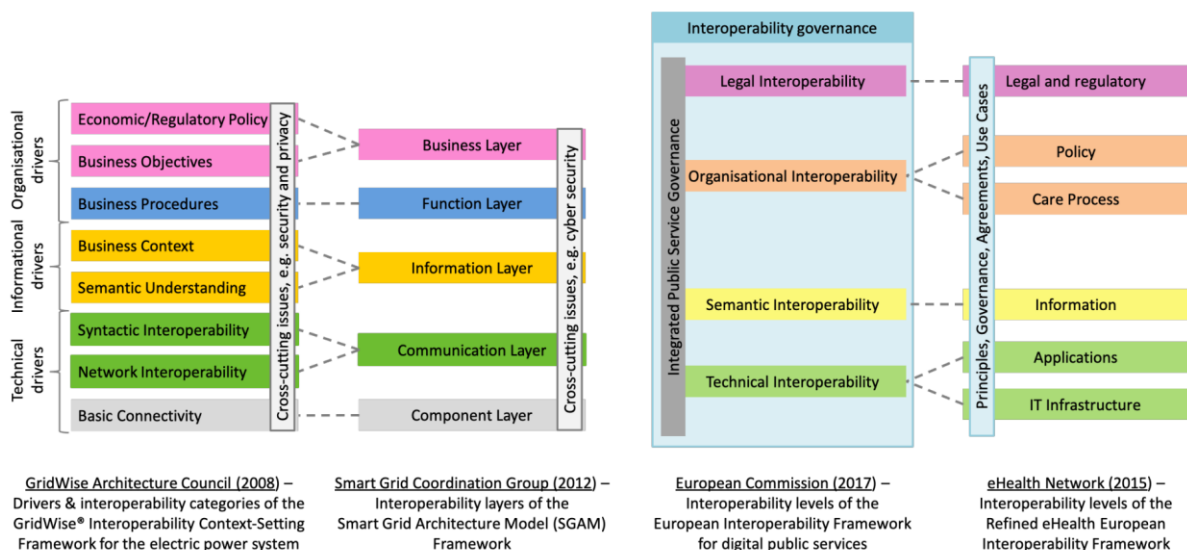 Organisational
drivers
Informational
drivers
Technical
drivers
Economic/Regulatory Policy
Business Objectives
Business Procedures
Business Context
Semantic Understanding
Syntactic Interoperability
Network Interoperability
Basic Connectivity
Cross-cutting issues, e.g. security and privacy
Business Layer
Function Layer
Information Layer
Communication Layer
Component Layer
Cross-cutting issues, e.g. cyber security
Interoperability governance
Integrated Public Service Governance
Legal Interoperability
Organisational Interoperability
Semantic Interoperability
Technical Interoperability
Principles, Governance, Agreements, Use Cases
Legal and regulatory
Policy
Care Process
Information
Applications
IT Infrastructure
GridWise Architecture Council (2008) –
Drivers & interoperability categories of the
GridWise® Interoperability Context-Setting
Framework for the electric power system
Smart Grid Coordination Group (2012) –
Interoperability layers of the
Smart Grid Architecture Model (SGAM)
Framework
European Commission (2017) –
Interoperability levels of the
European Interoperability Framework
for digital public services
eHealth Network (2015) –
Interoperability levels of the
Refined eHealth European
Interoperability Framework